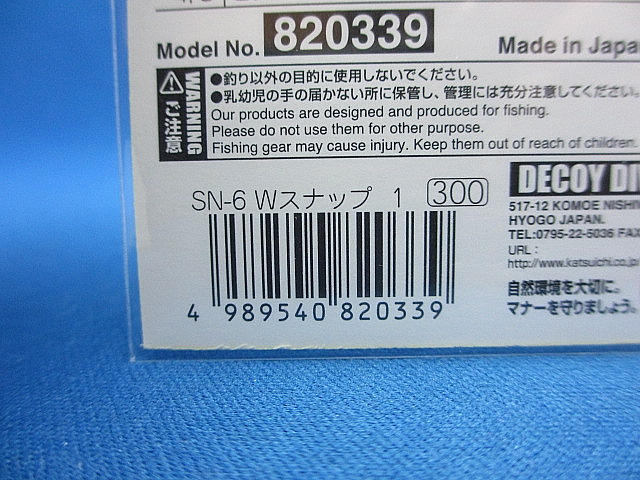 Model No. 820339
Made in Japa
WARNING
ご注意
●釣り以外の目的に使用しないでください。
●乳幼児の手の届かない所に保管し、管理には充分注意してください。
Our products are designed and produced for fishing.
Please do not use them for other purpose.
Fishing gear may cause injury. Keep them out of reach of children.
SN-6 Wスナップ 1 300
4 989540 820339
DECOY DI
517-12 KOMOE NISHIW
HYOGO JAPAN.
TEL:0795-22-5036 FAX
URL :
http://www.katsuichi.co.jp/
自然環境を大切に。
マナーを守りましょう。